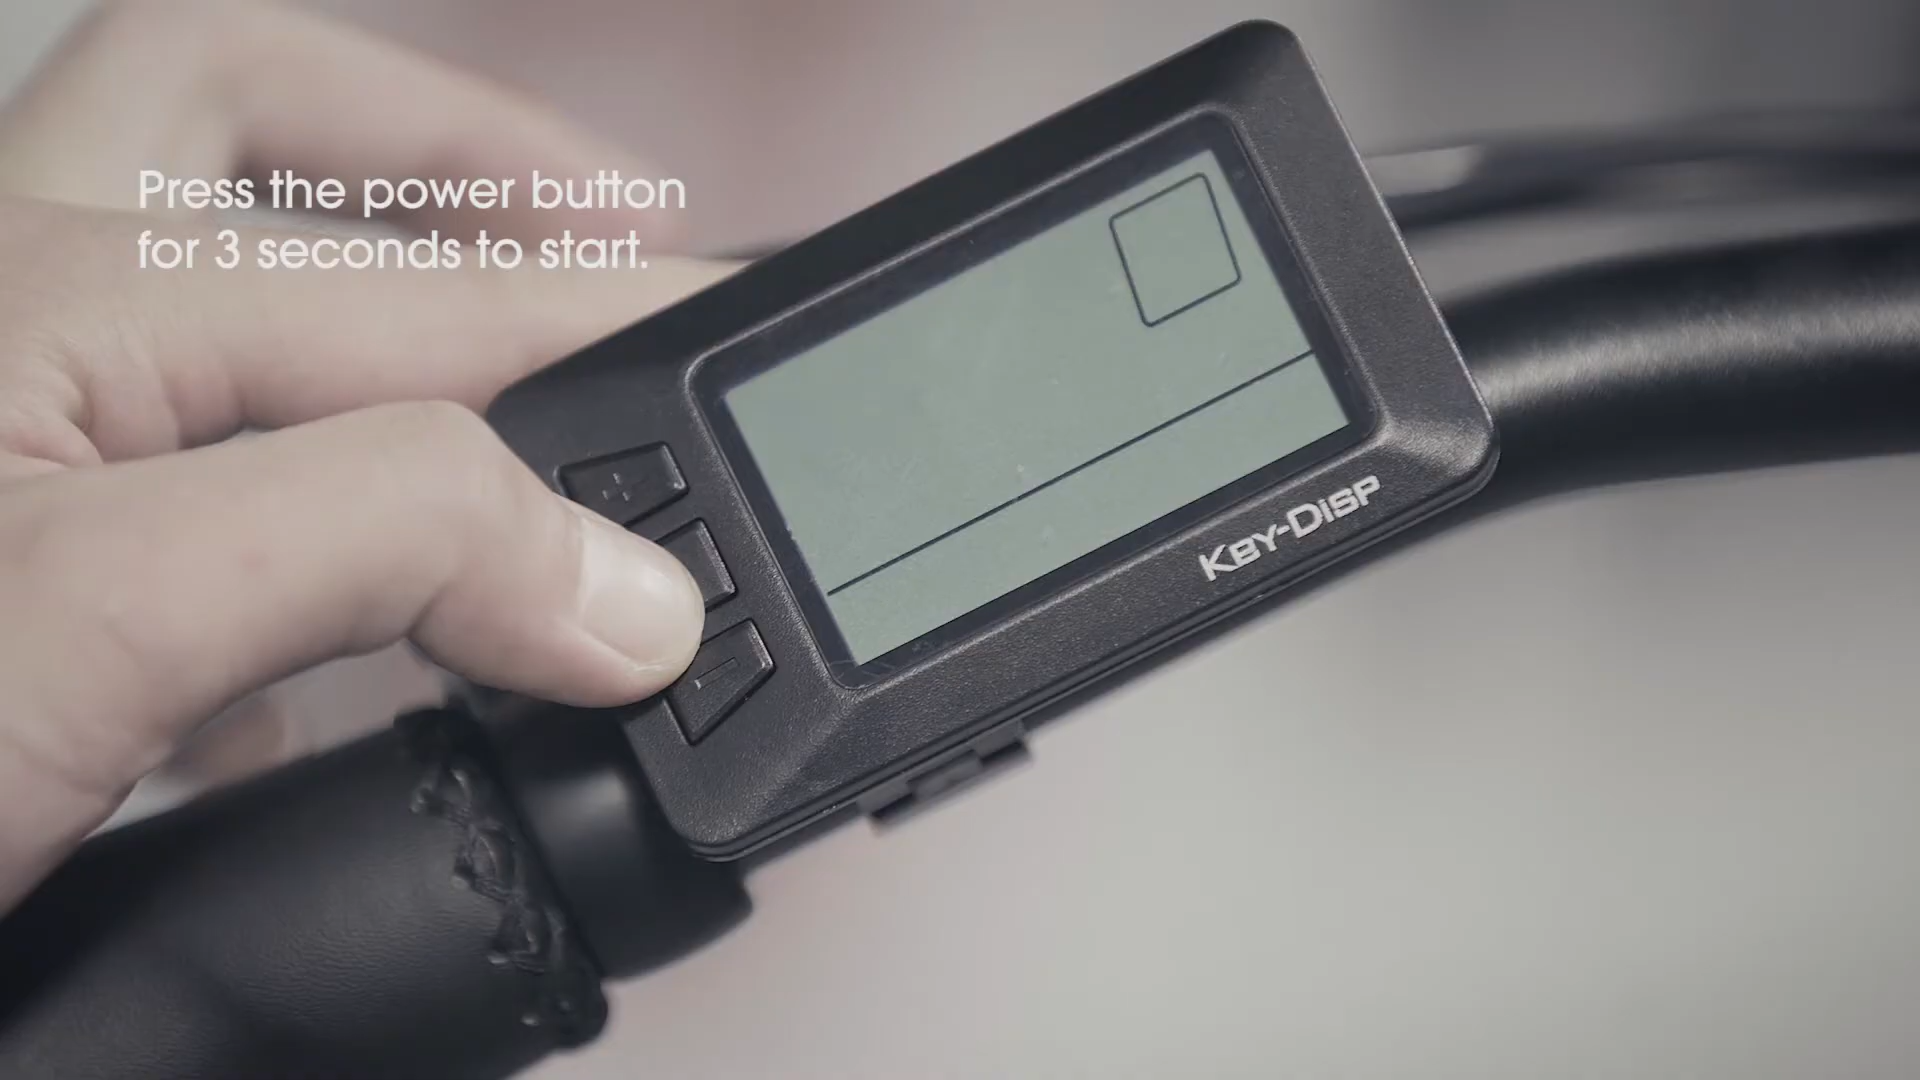 Press the power button
for 3 seconds to start.
+
KEY-DISP